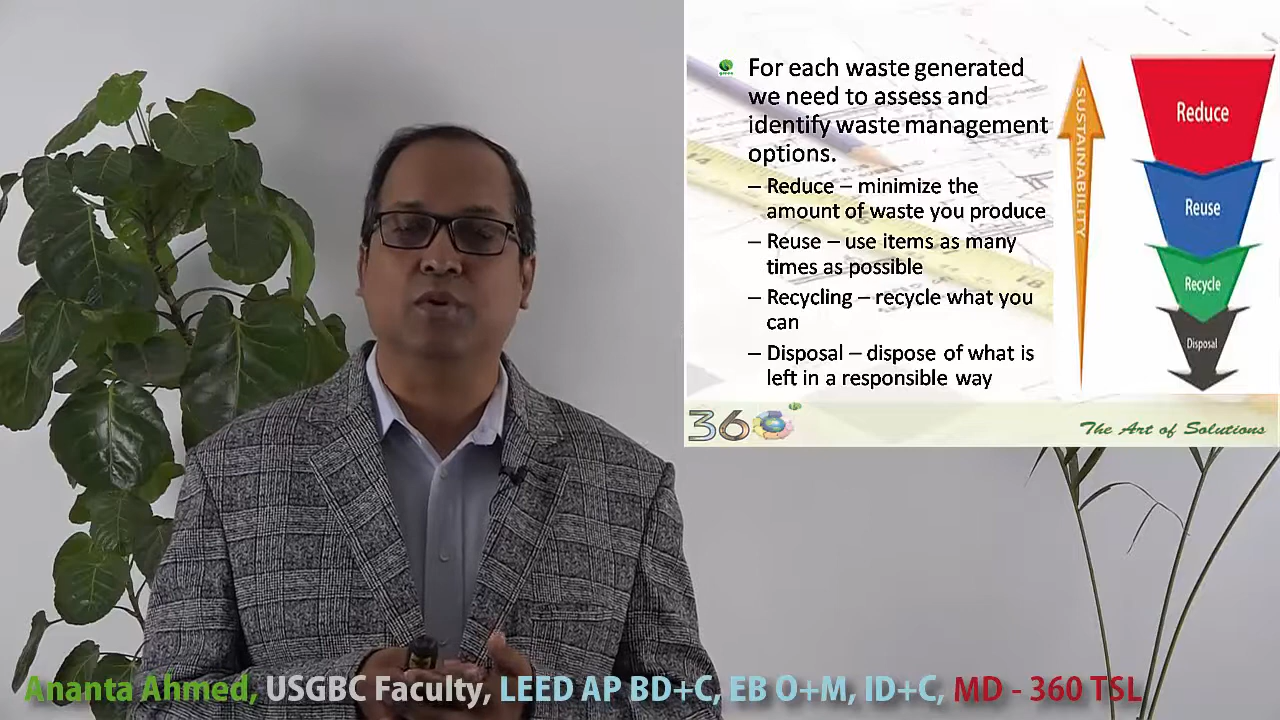 For each waste generated
we need to assess and
identify waste management
options.
– Reduce – minimize the
amount of waste you produce
– Reuse – use items as many
times as possible
– Recycling – recycle what you
can
– Disposal – dispose of what is
left in a responsible way
SUSTAINABILITY
Reduce
Reuse
Recycle
Disposal
360
The Art of Solutions
Ananta Ahmed, USGBC Faculty, LEED AP BD+C, EB O+M, ID+C, MD - 360 TSL